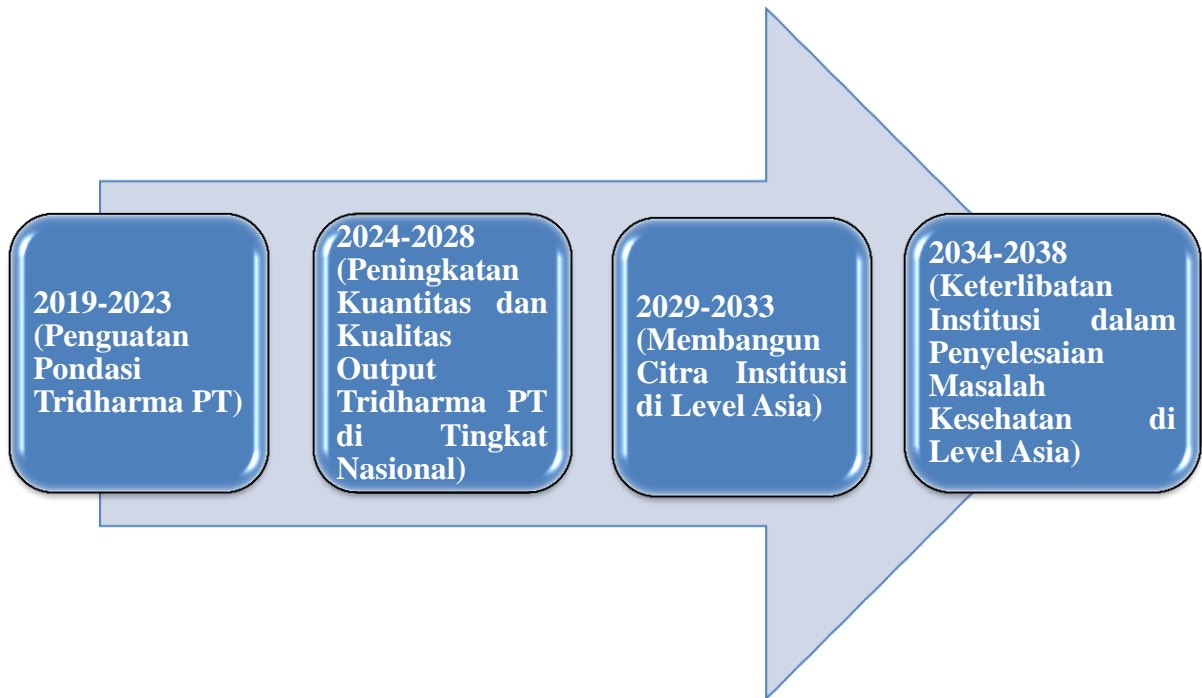 2019-2023
(Penguatan
Pondasi
Tridharma PT)
2024-2028
(Peningkatan
Kuantitas dan
Kualitas
Output
Tridharma PT
di Tingkat
Nasional)
2029-2033
(Membangun
Citra Institusi
di Level Asia)
2034-2038
(Keterlibatan
Institusi dalam
Penyelesaian
Masalah
Kesehatan di
Level Asia)